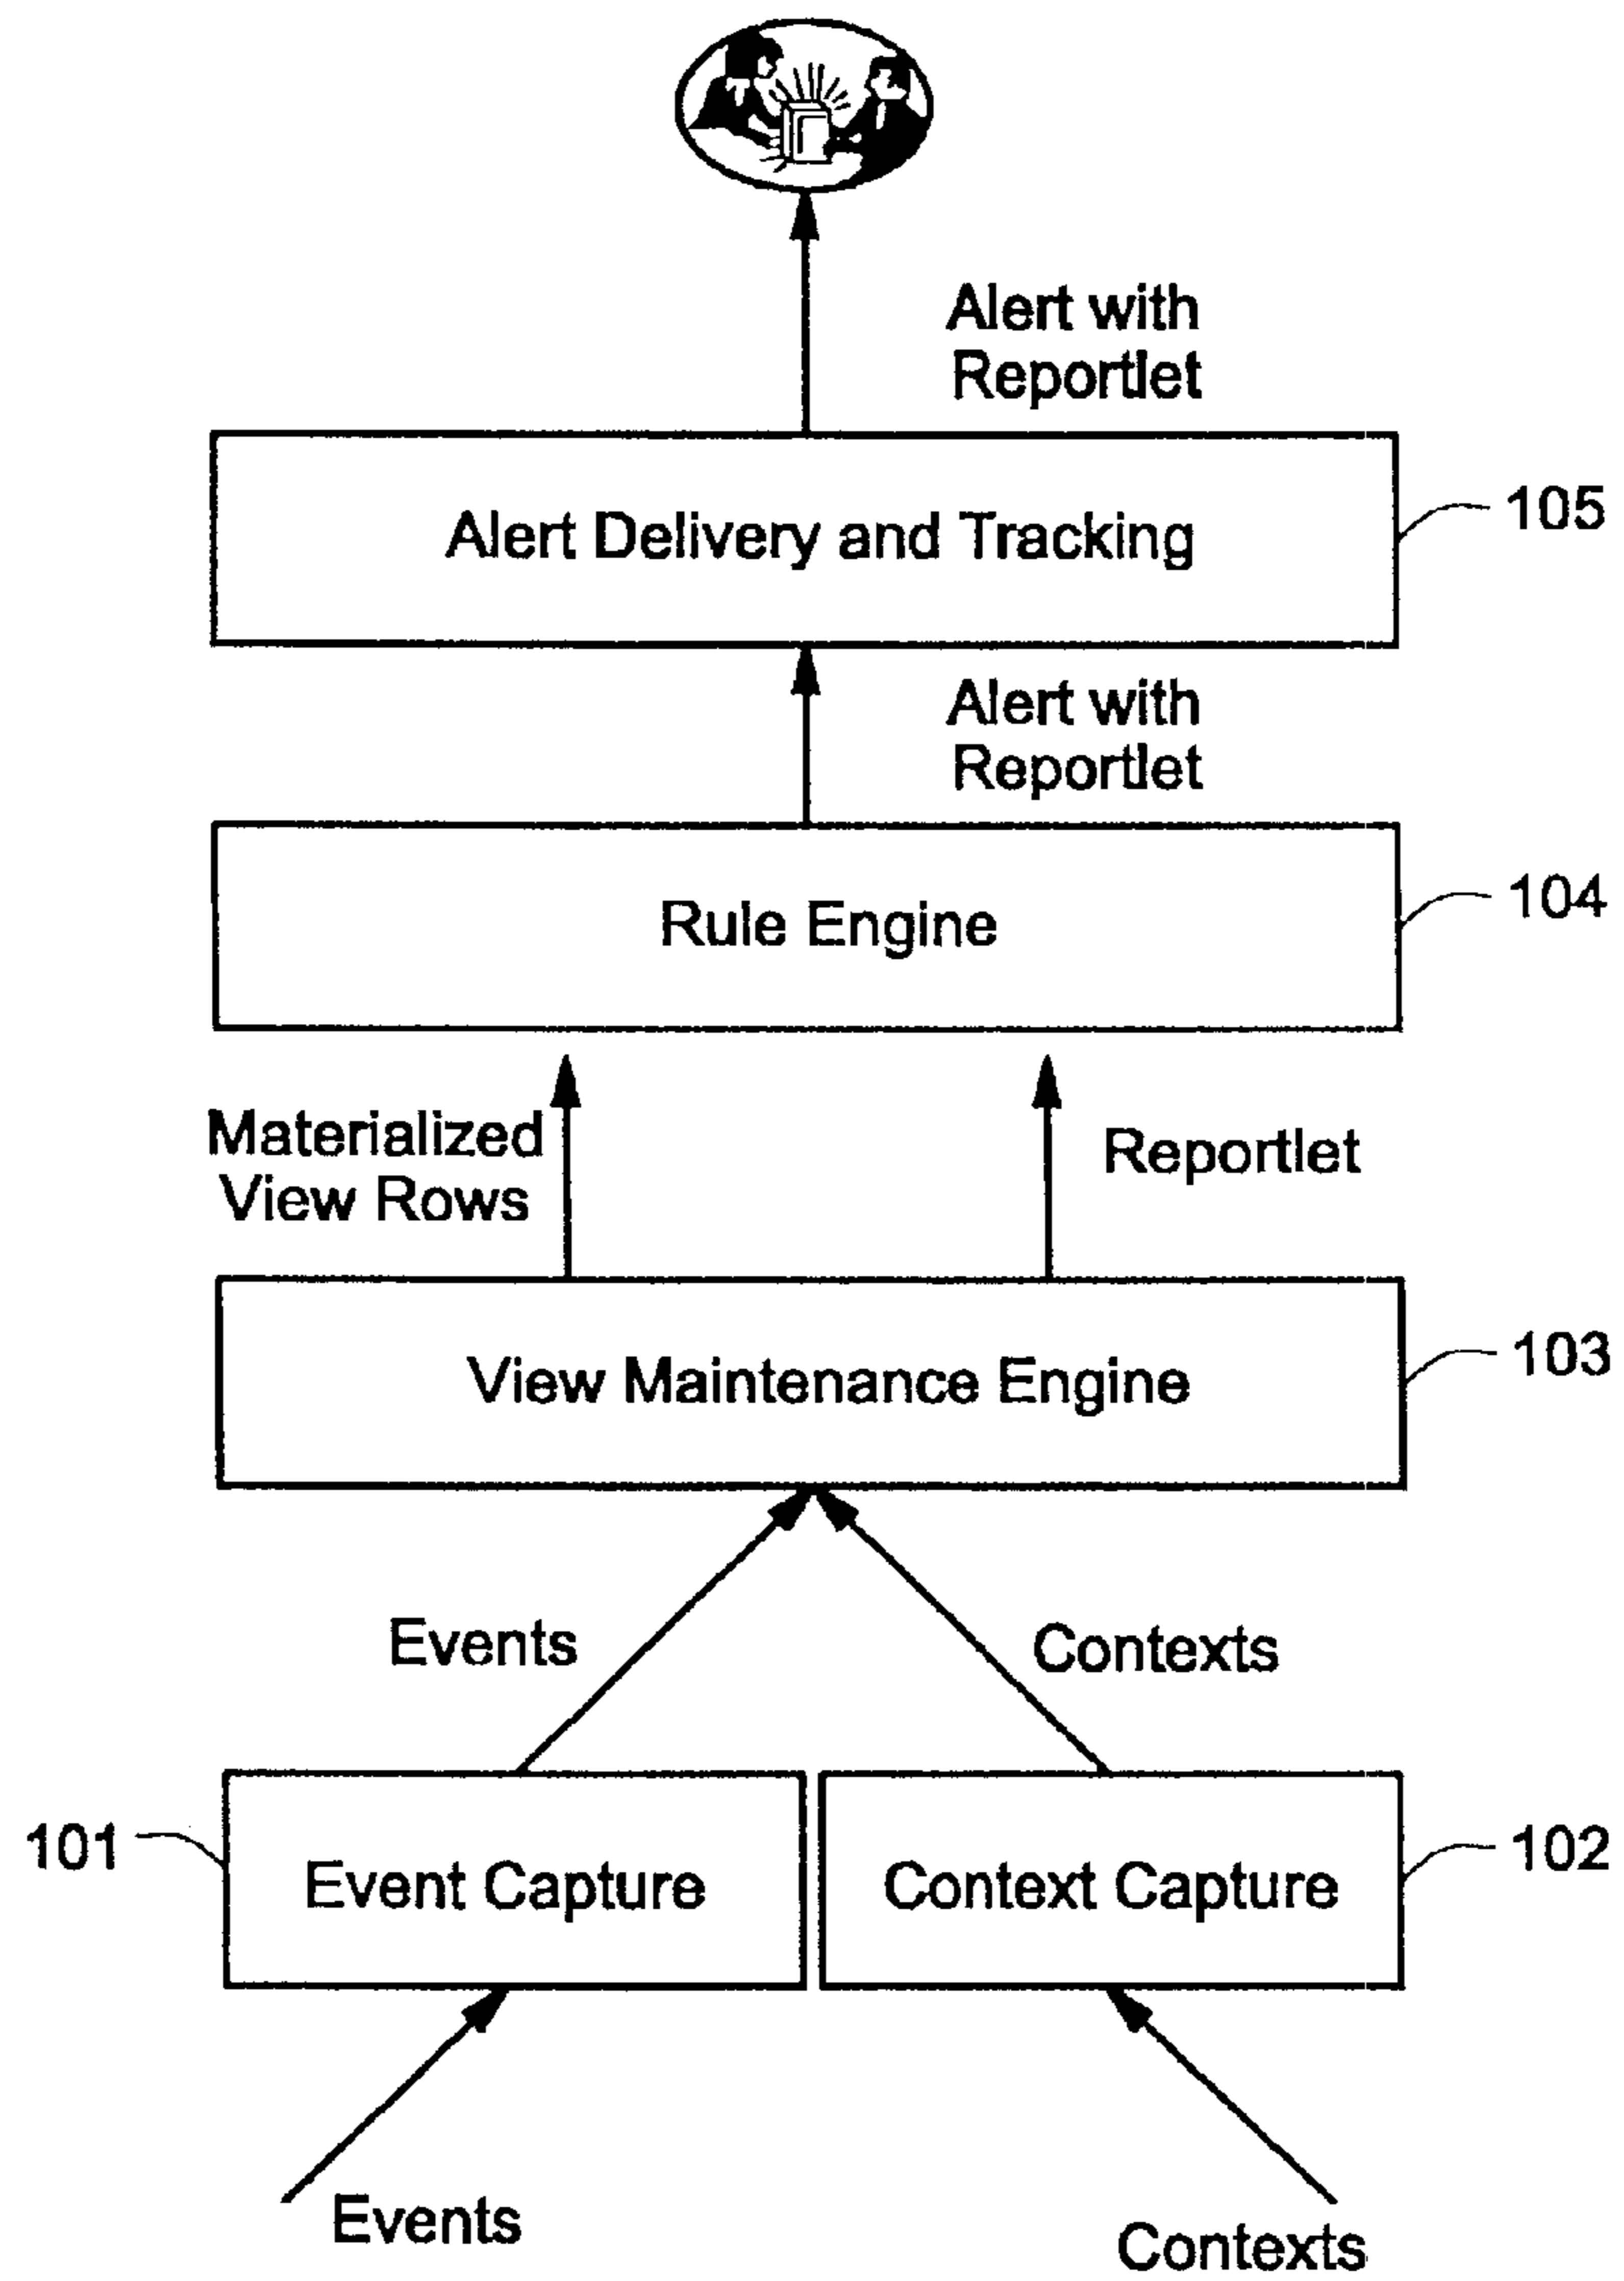 Alert with
Reportlet
Alert Delivery and Tracking
105
Alert with
Reportlet
Rule Engine
104
Materialized
View Rows
Reportlet
View Maintenance Engine
103
Events
Contexts
101
Event Capture
Context Capture
102
Events
Contexts